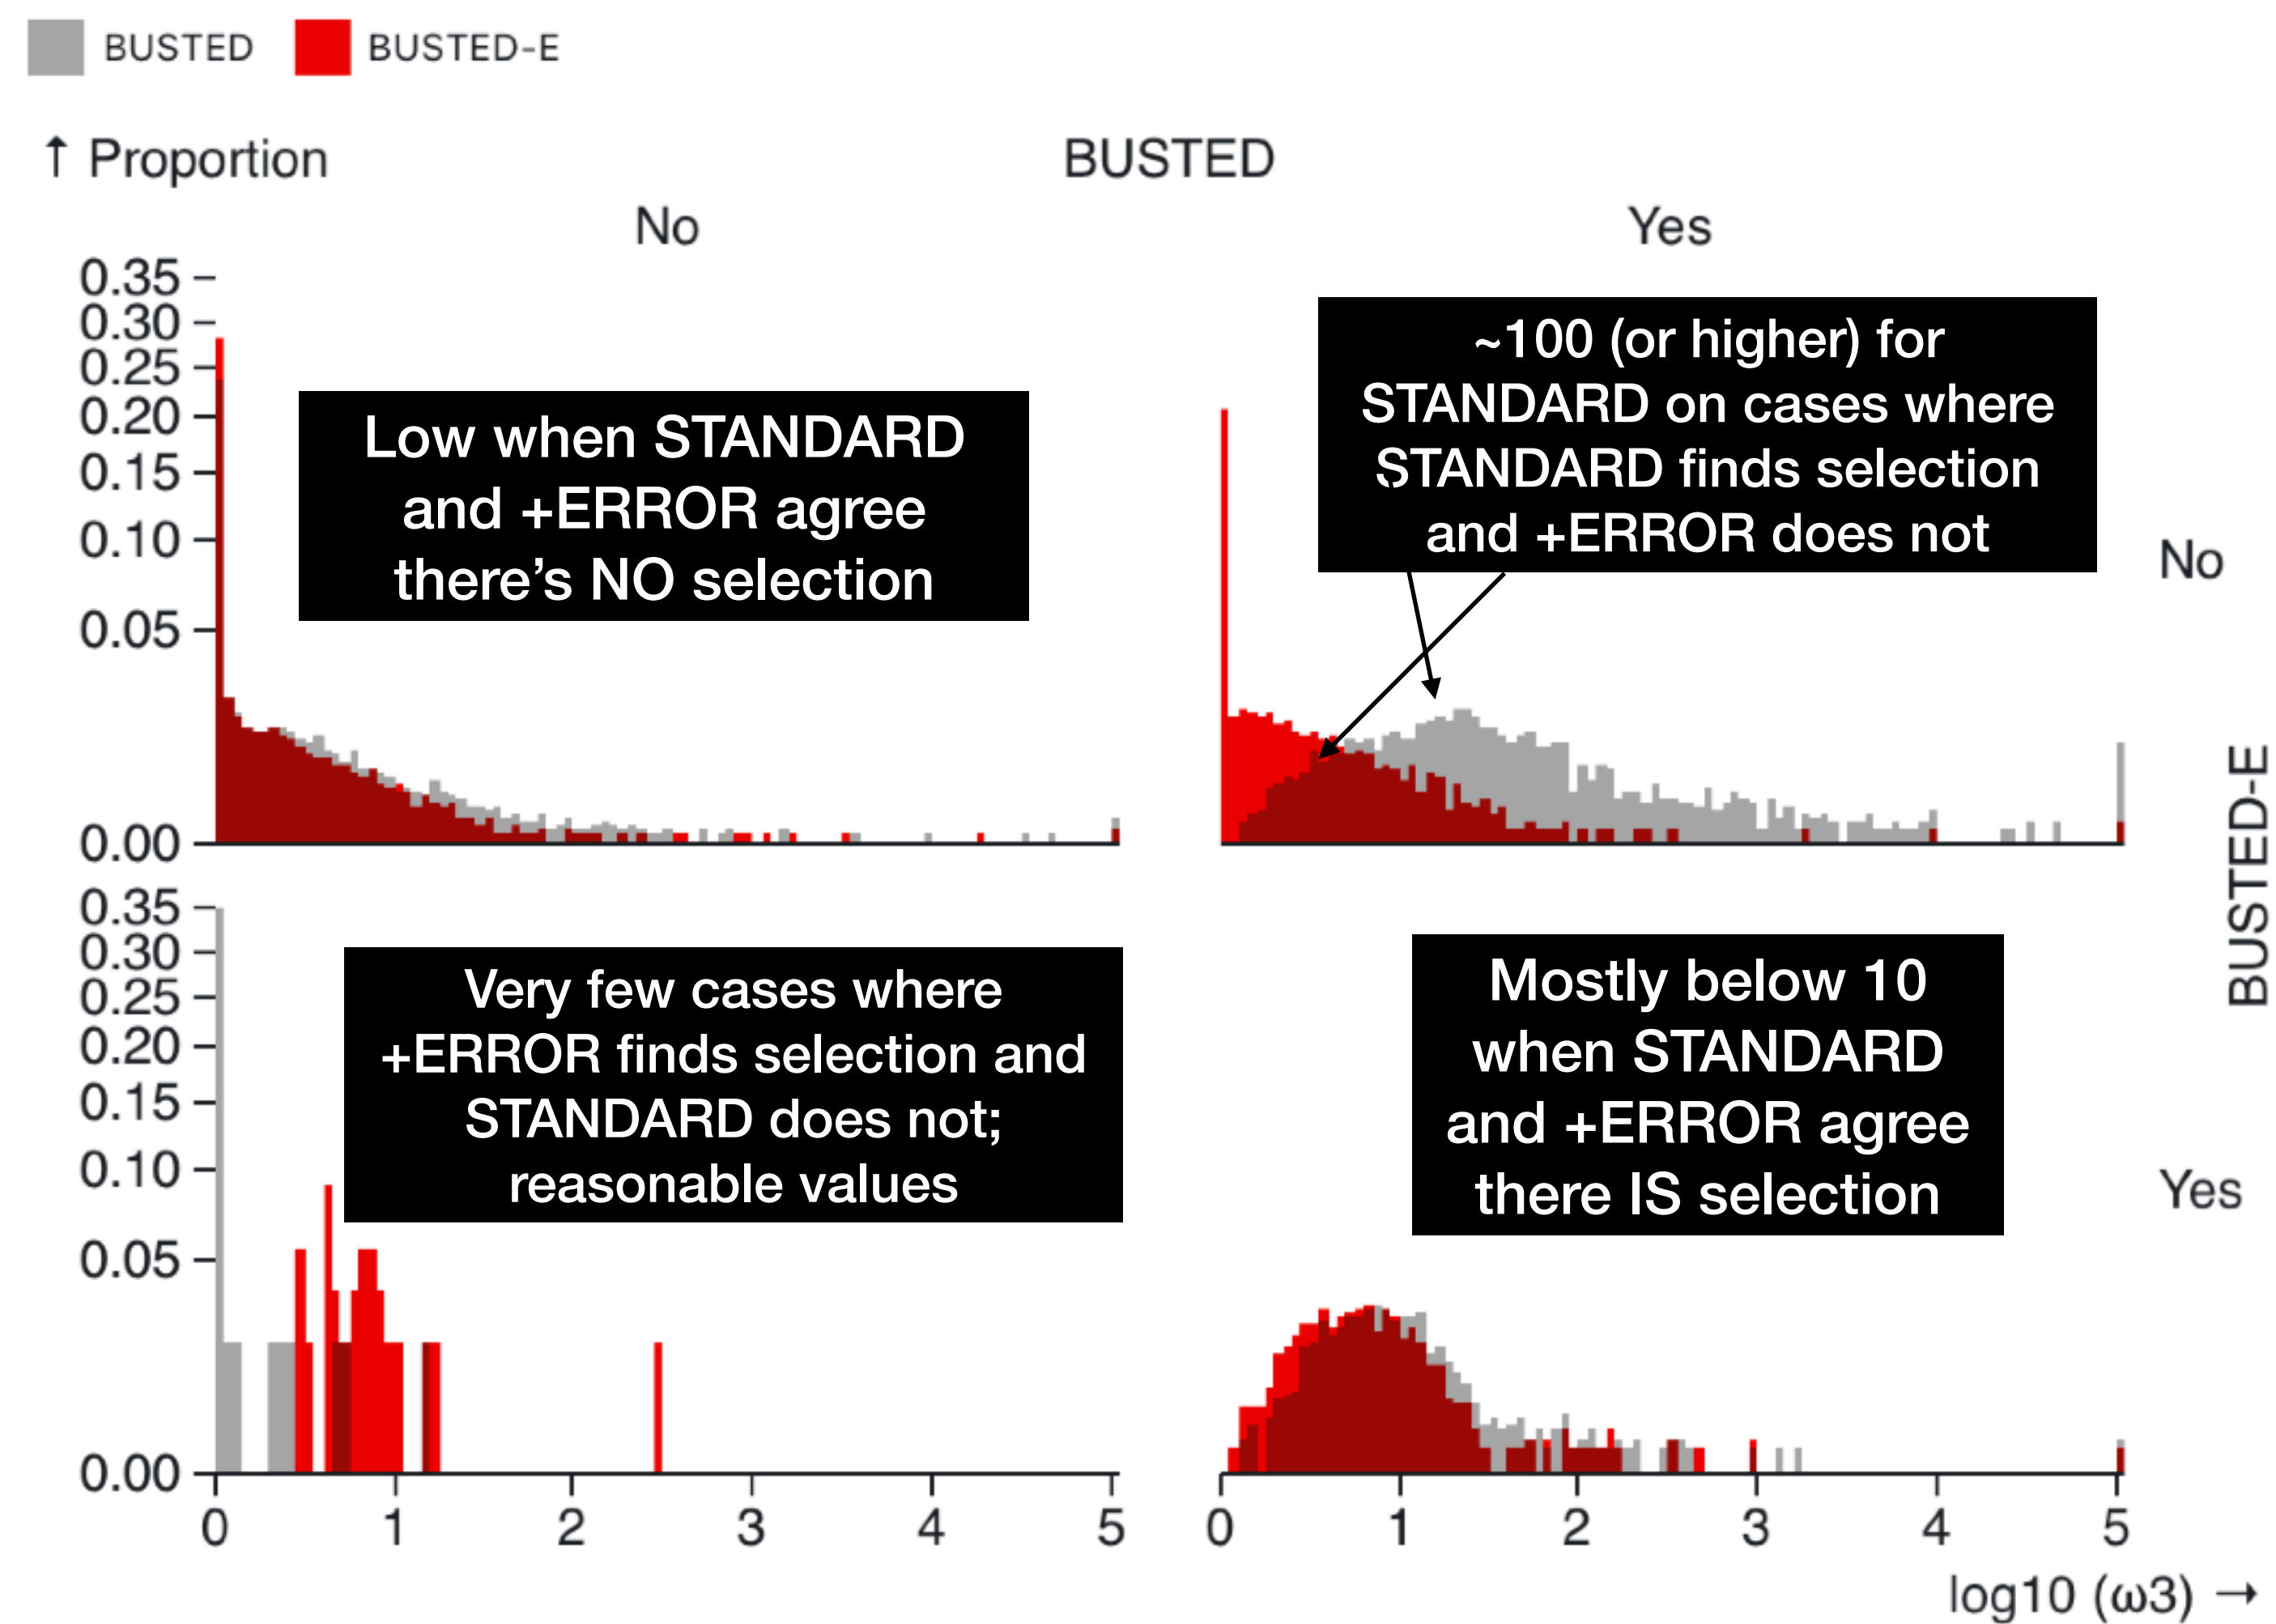 BUSTED BUSTED-E
↑ Proportion
BUSTED
No
Yes
0.35
0.30
0.25
0.20
0.15
0.10
0.05
0.00
Low when STANDARD
and +ERROR agree
there’s NO selection
~100 (or higher) for
STANDARD on cases where
STANDARD finds selection
and +ERROR does not
No
BUSTED-E
0.35
0.30
0.25
0.20
0.15
0.10
0.05
0.00
Very few cases where
+ERROR finds selection and
STANDARD does not;
reasonable values
Mostly below 10
when STANDARD
and +ERROR agree
there IS selection
Yes
0 1 2 3 4 5
0 1 2 3 4 5
log10 (ω3) →